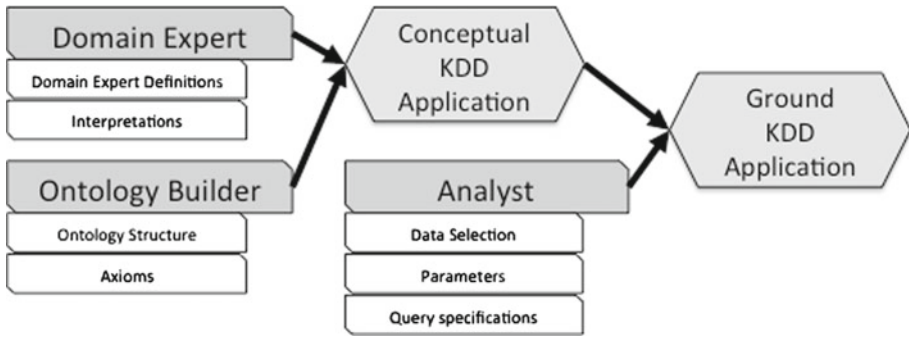 Domain Expert
Domain Expert Definitions
Interpretations
Ontology Builder
Ontology Structure
Axioms
Conceptual
KDD
Application
Analyst
Data Selection
Parameters
Query specifications
Ground
KDD
Application